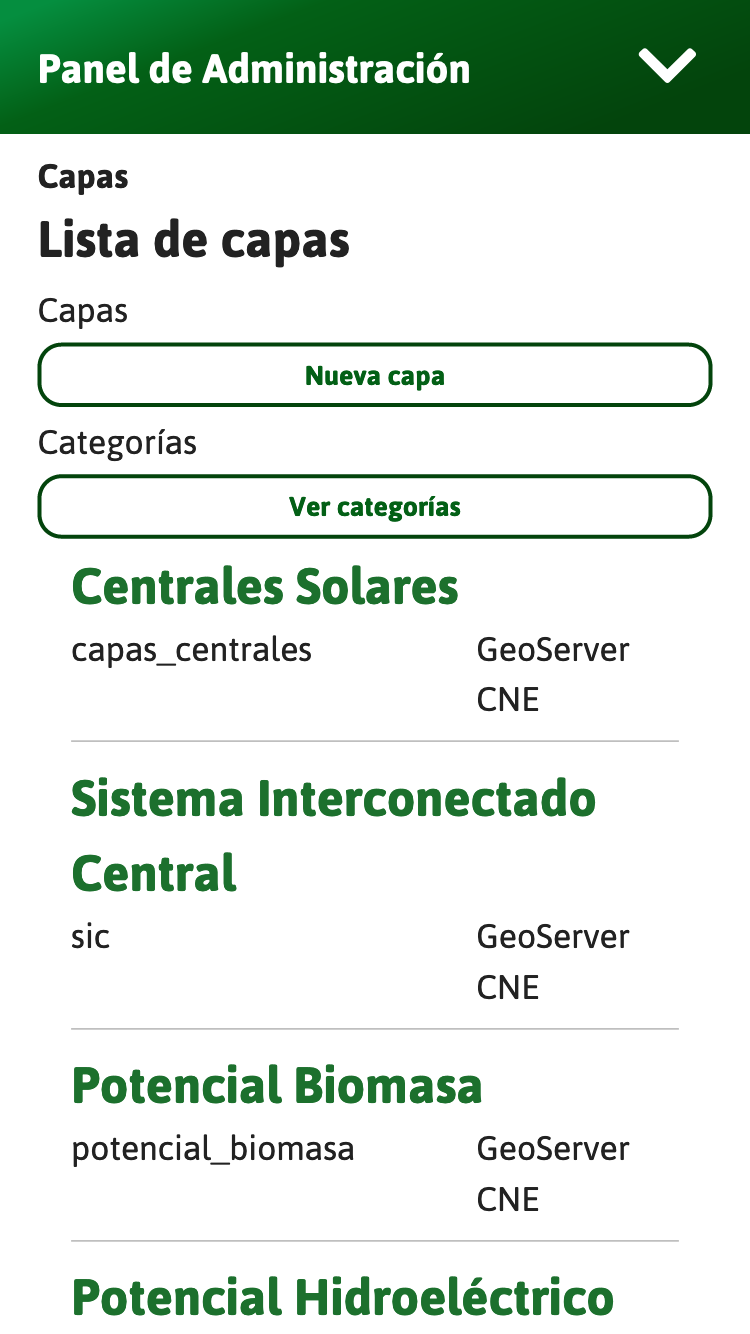 Panel de Administración
Capas
Lista de capas
Capas
Nueva capa
Categorías
Ver categorías
Centrales Solares
capas_centrales GeoServer
CNE
Sistema Interconectado
Central
sic GeoServer
CNE
Potencial Biomasa
potencial_biomasa GeoServer
CNE
Potencial Hidroeléctrico